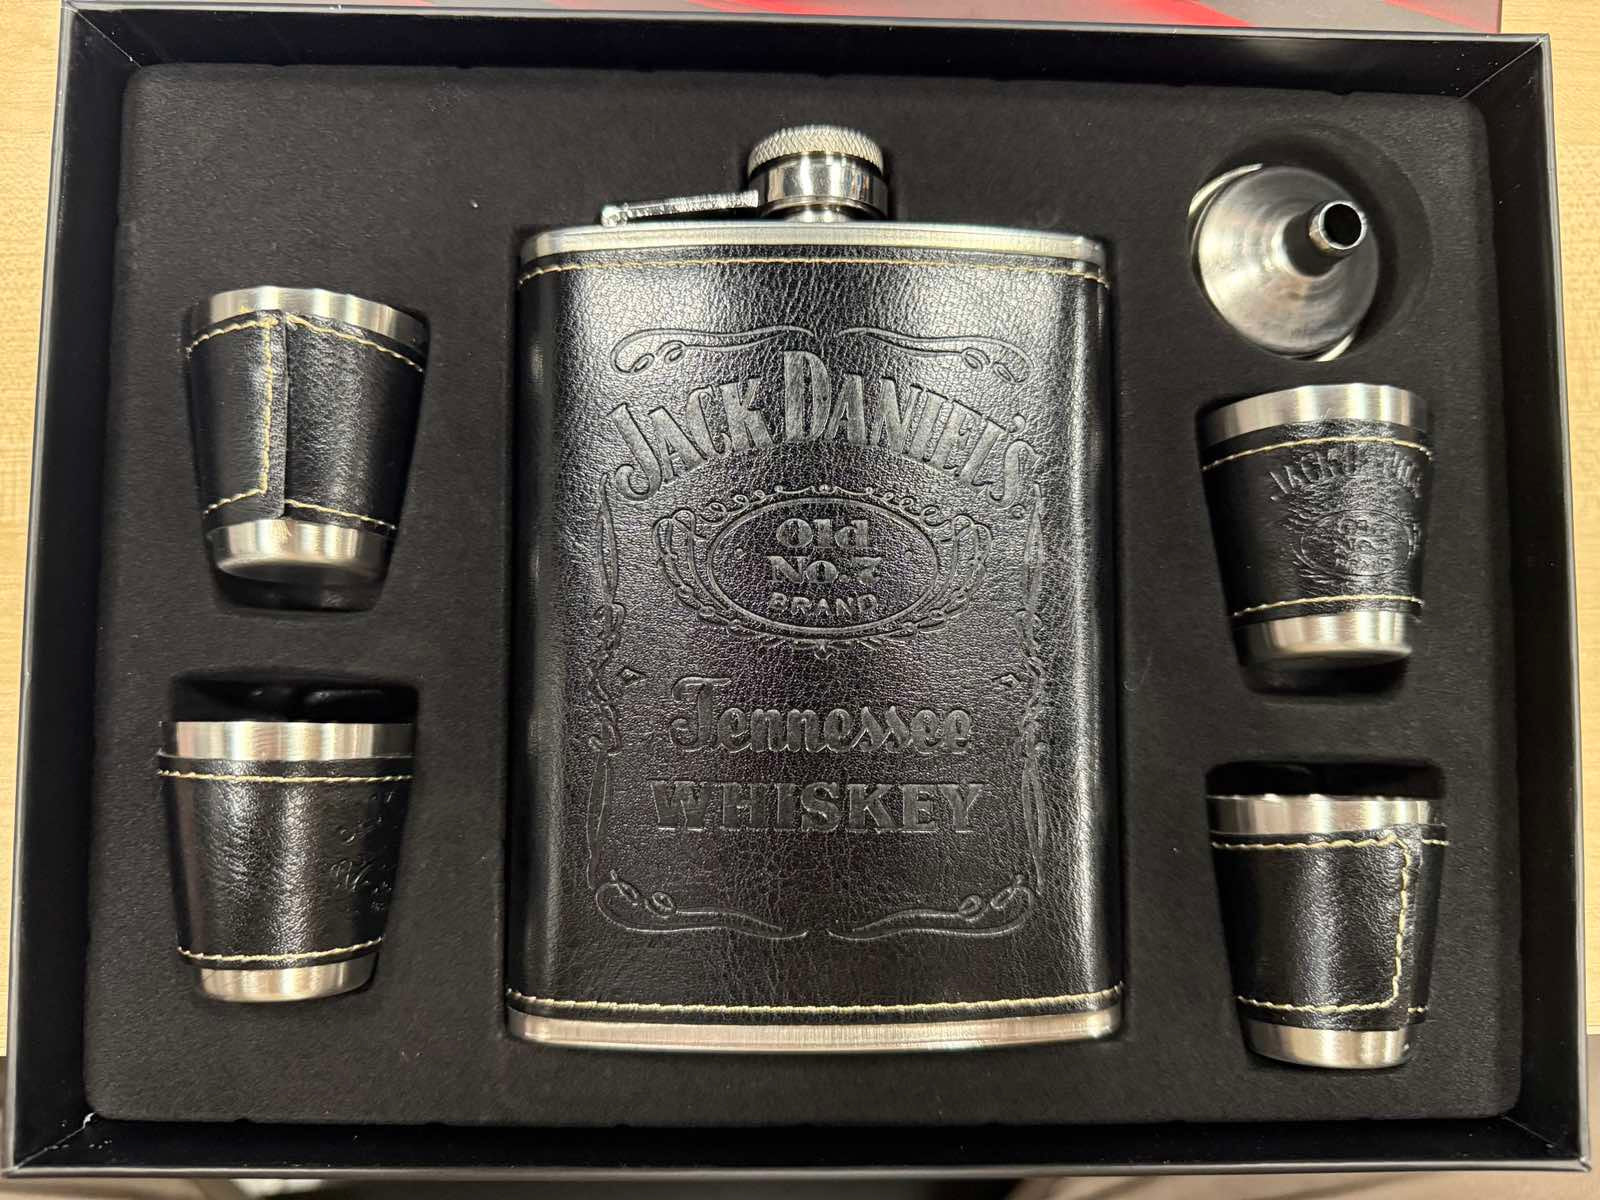 JACK DANIEL'S
Old
No. 7
BRAND
Tennessee
WHISKEY